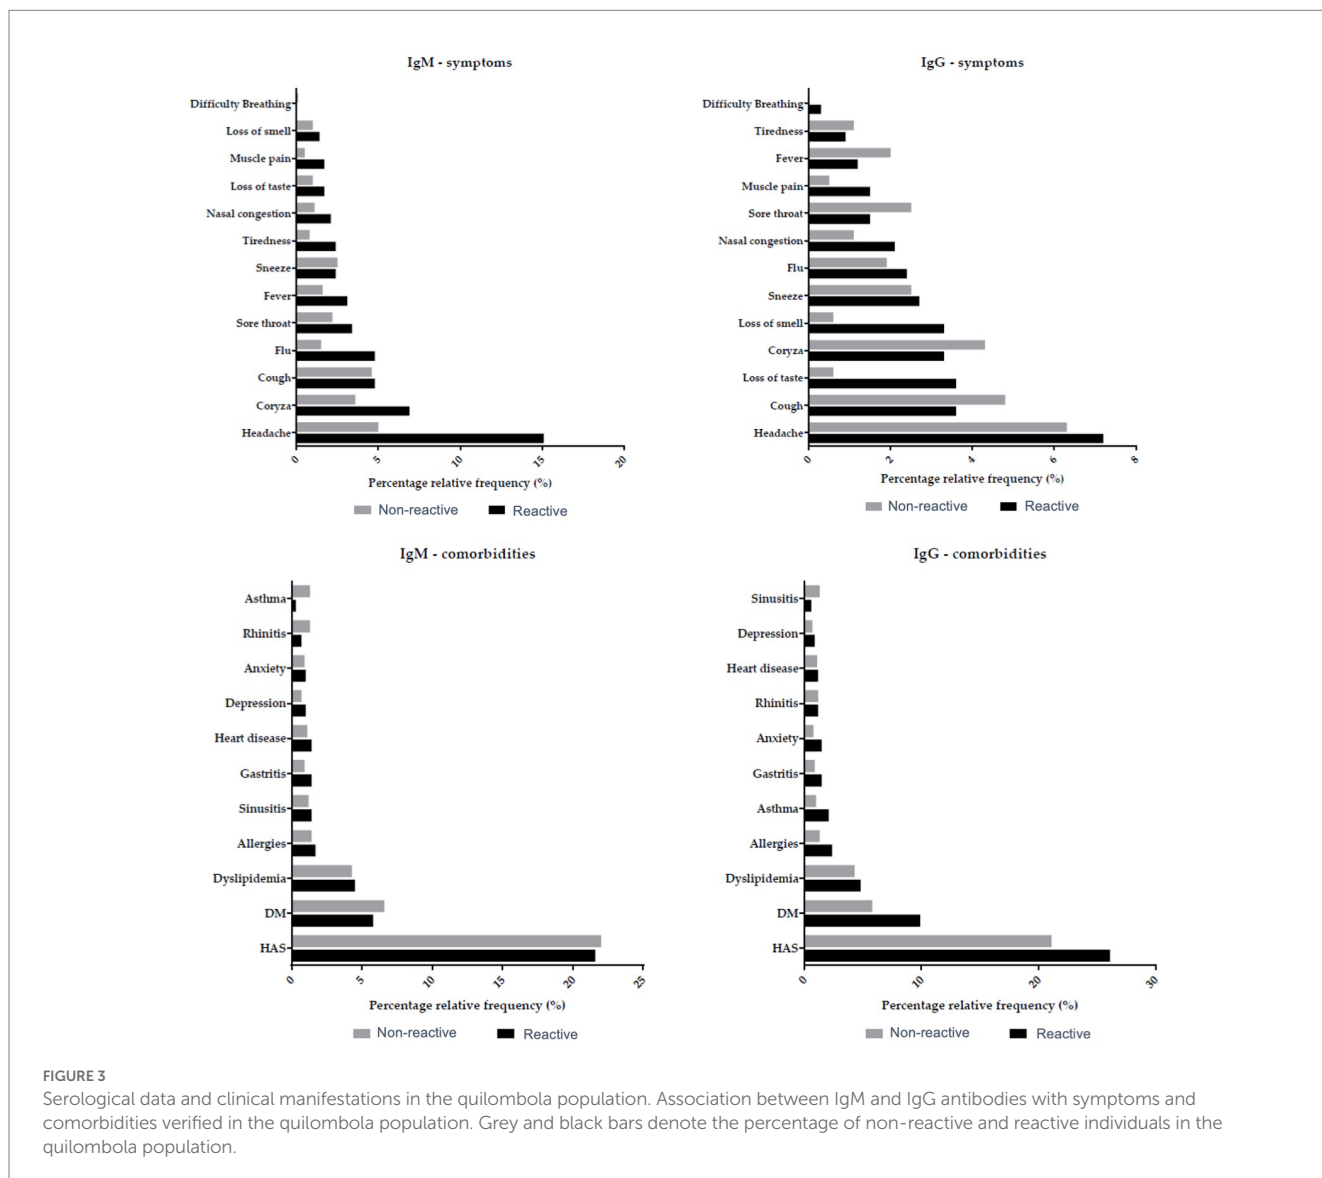 IgM - symptoms
Difficulty Breathing
Loss of smell
Muscle pain
Loss of taste
Nasal congestion
Tiredness
Sneeze
Fever
Sore throat
Flu
Cough
Coryza
Headache
0 5 10 15 20
Percentage relative frequency (%)
Non-reactive Reactive
IgG - symptoms
Difficulty Breathing
Tiredness
Fever
Muscle pain
Sore throat
Nasal congestion
Flu
Sneeze
Loss of smell
Coryza
Loss of taste
Cough
Headache
0 2 4 6 8
Percentage relative frequency (%)
Non-reactive Reactive
IgM - comorbidities
Asthma
Rhinitis
Anxiety
Depression
Heart disease
Gastritis
Sinusitis
Allergies
Dyslipidemia
DM
HAS
0 5 10 15 20 25
Percentage relative frequency (%)
Non-reactive Reactive
IgG - comorbidities
Sinusitis
Depression
Heart disease
Rhinitis
Anxiety
Gastritis
Asthma
Allergies
Dyslipidemia
DM
HAS
0 10 20 30
Percentage relative frequency (%)
Non-reactive Reactive
FIGURE 3
Serological data and clinical manifestations in the quilombola population. Association between IgM and IgG antibodies with symptoms and
comorbidities verified in the quilombola population. Grey and black bars denote the percentage of non-reactive and reactive individuals in the
quilombola population.